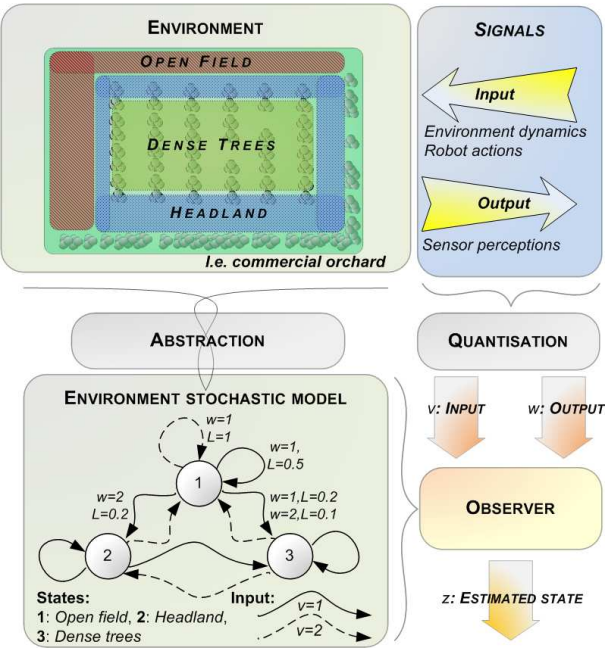 ENVIRONMENT
OPEN FIELD
DENSE TREES
HEADLAND
I.e. commercial orchard
SIGNALS
Input
Environment dynamics
Robot actions
Output
Sensor perceptions
ABSTRACTION
QUANTISATION
ENVIRONMENT STOCHASTIC MODEL
w=1
L=1
w=1,
L=0.5
1
w=2
L=0.2
w=1,L=0.2
w=2,L=0.1
2
3
States:
1: Open field, 2: Headland,
3: Dense trees
Input:
v=1
v=2
v: INPUT
w: OUTPUT
OBSERVER
z: ESTIMATED STATE